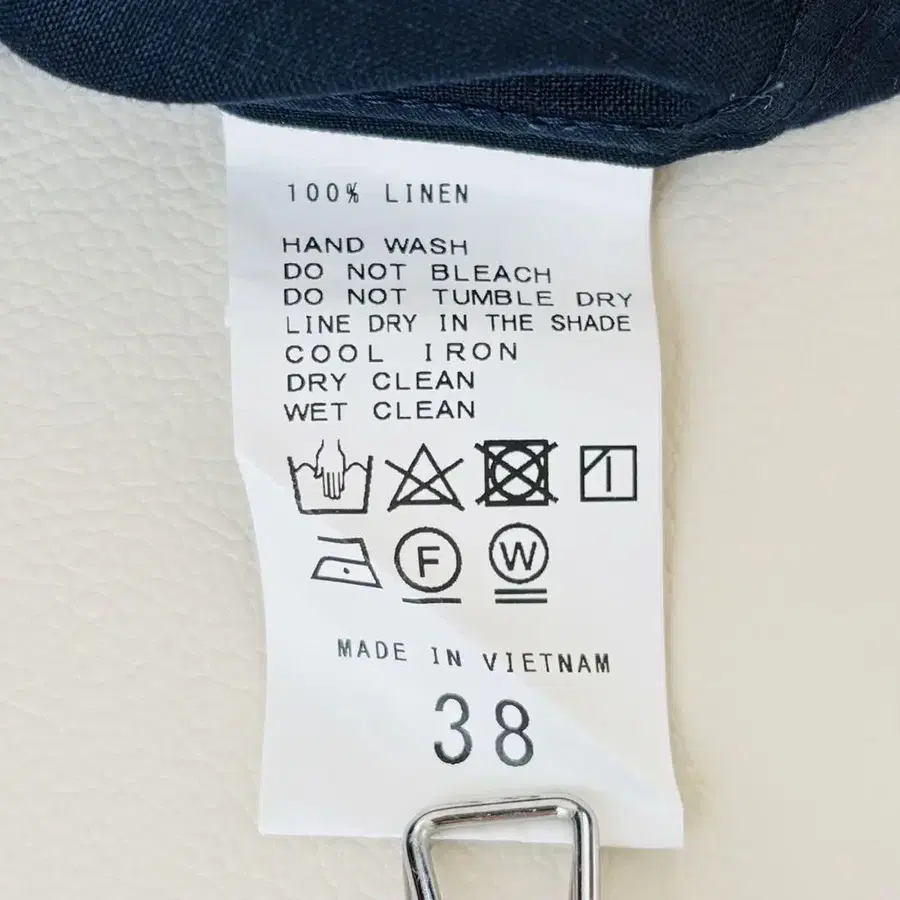 100% LINEN
HAND WASH
DO NOT BLEACH
DO NOT TUMBLE DRY
LINE DRY IN THE SHADE
COOL IRON
DRY CLEAN
WET CLEAN
F W
MADE IN VIETNAM
38